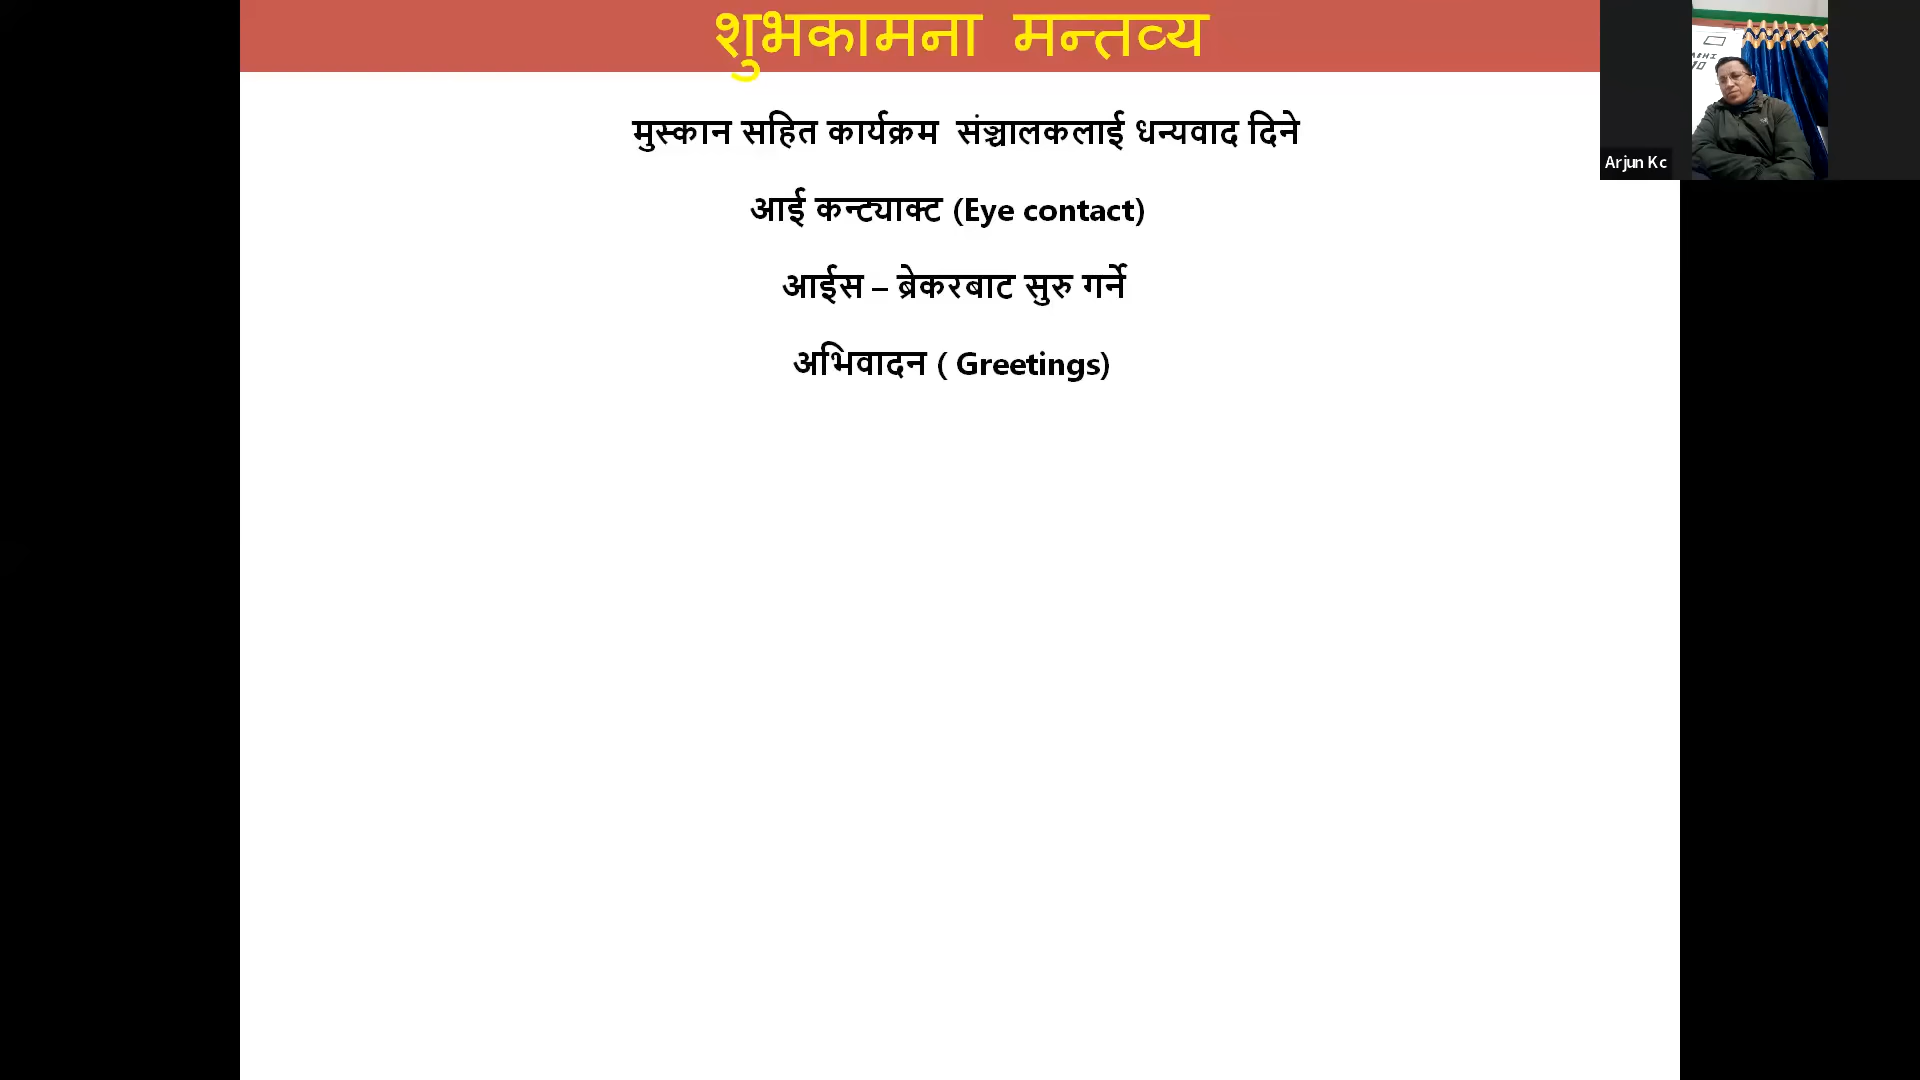 शुभकामना मन्तव्य
मुस्कान सहित कार्यक्रम संञ्चालकलाई धन्यवाद दिने
आई कन्ट्याक्ट (Eye contact)
आईस – ब्रेकरबाट सुरु गर्ने
अभिवादन ( Greetings)
Arjun Kc